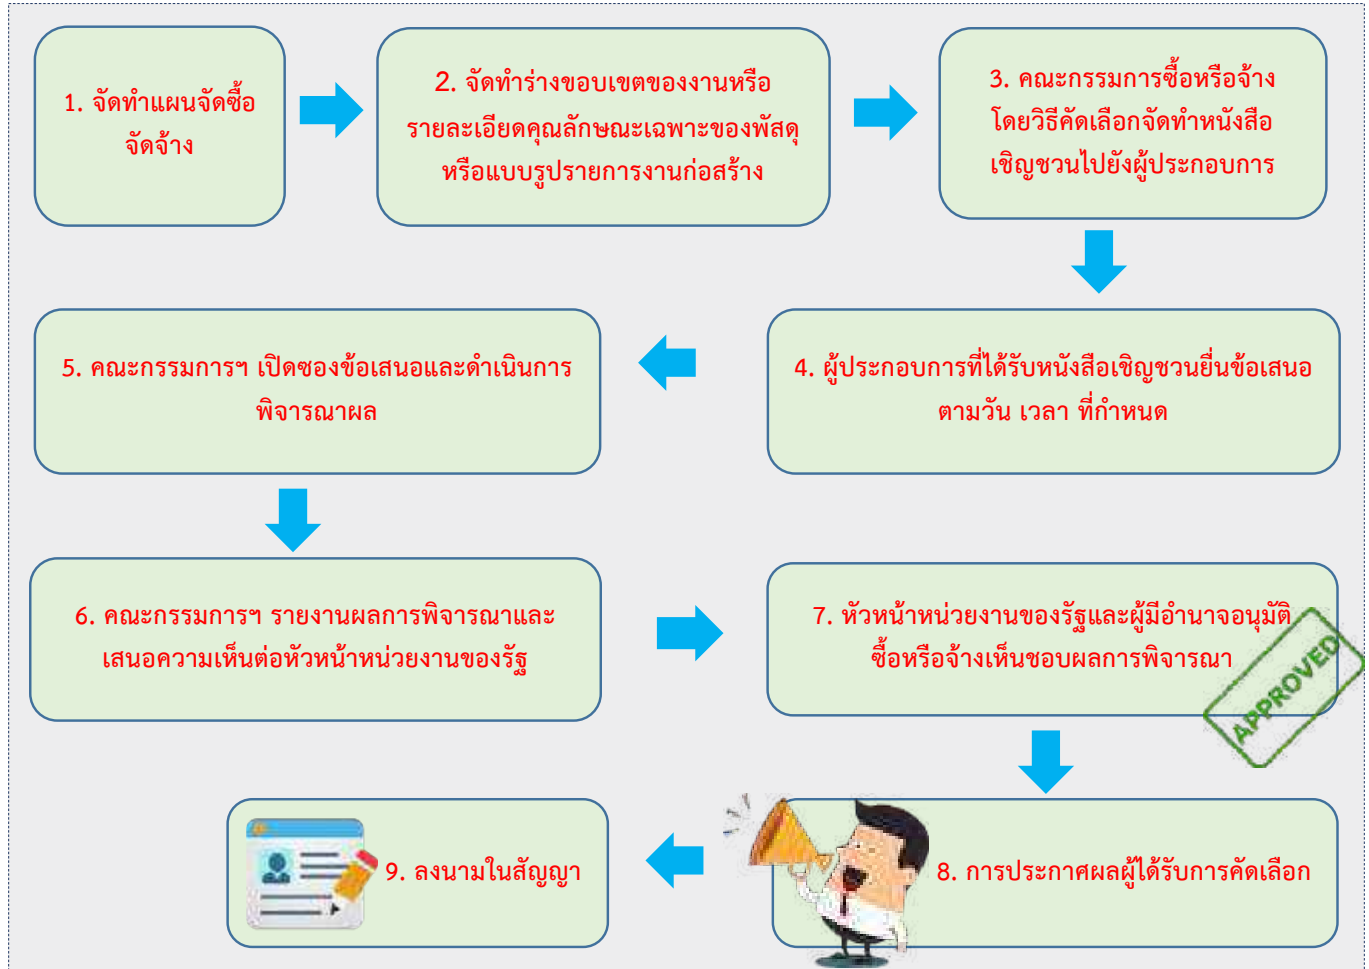 1. จัดทำแผนจัดซื้อ
จัดจ้าง
2. จัดทำร่างขอบเขตของงานหรือ
รายละเอียดคุณลักษณะเฉพาะของพัสดุ
หรือแบบรูปรายการงานก่อสร้าง
3. คณะกรรมการซื้อหรือจ้าง
โดยวิธีคัดเลือกจัดทำหนังสือ
เชิญชวนไปยังผู้ประกอบการ
4. ผู้ประกอบการที่ได้รับหนังสือเชิญชวนยื่นข้อเสนอ
ตามวัน เวลา ที่กำหนด
5. คณะกรรมการฯ เปิดซองข้อเสนอและดำเนินการ
พิจารณาผล
6. คณะกรรมการฯ รายงานผลการพิจารณาและ
เสนอความเห็นต่อหัวหน้าหน่วยงานของรัฐ
7. หัวหน้าหน่วยงานของรัฐและผู้มีอำนาจอนุมัติ
ซื้อหรือจ้างเห็นชอบผลการพิจารณา
APPROVED
8. การประกาศผลผู้ได้รับการคัดเลือก
9. ลงนามในสัญญา